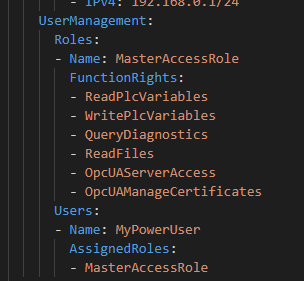 - IPv4: 192.168.0.1/24
UserManagement:
Roles:
- Name: MasterAccessRole
FunctionRights:
- ReadPlcVariables
- WritePlcVariables
- QueryDiagnostics
- ReadFiles
- OpcUAServerAccess
- OpcUAManageCertificates
Users:
- Name: MyPowerUser
AssignedRoles:
- MasterAccessRole